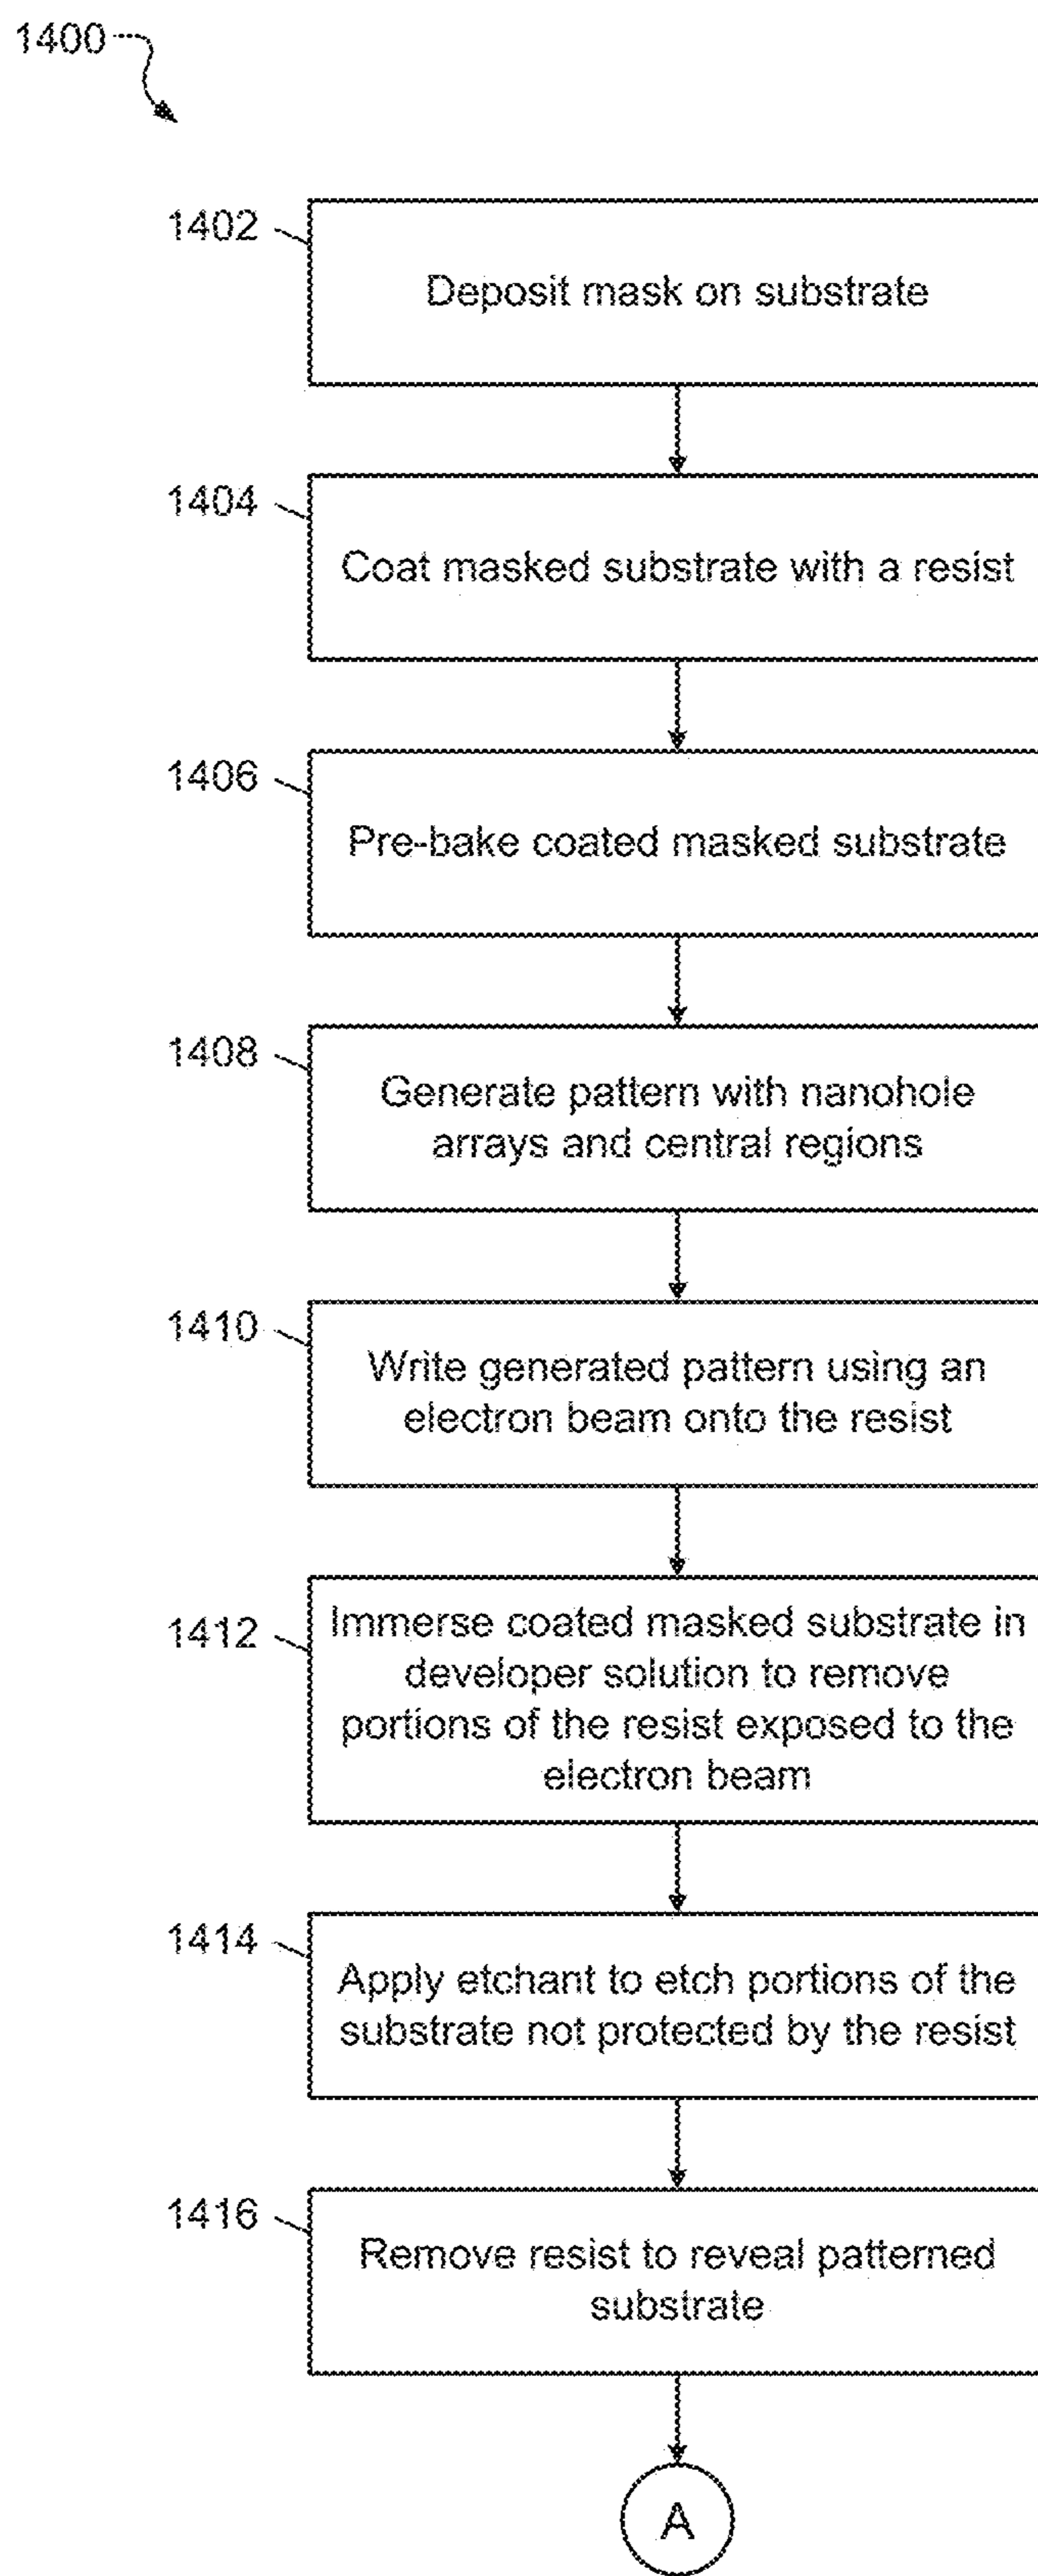 1400
1402
Deposit mask on substrate
1404
Coat masked substrate with a resist
1406
Pre-bake coated masked substrate
1408
Generate pattern with nanohole
arrays and central regions
1410
Write generated pattern using an
electron beam onto the resist
1412
Immerse coated masked substrate in
developer solution to remove
portions of the resist exposed to the
electron beam
1414
Apply etchant to etch portions of the
substrate not protected by the resist
1416
Remove resist to reveal patterned
substrate
A